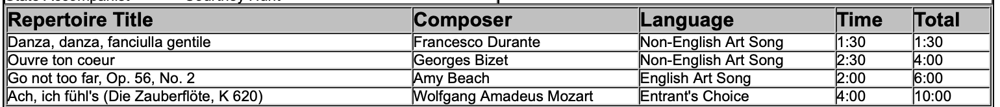 State Accompanist Courtney Hunt
Repertoire Title Composer Language Time Total
Danza, danza, fanciulla gentile Francesco Durante Non-English Art Song 1:30 1:30
Ouvre ton coeur Georges Bizet Non-English Art Song 2:30 4:00
Go not too far, Op. 56, No. 2 Amy Beach English Art Song 2:00 6:00
Ach, ich fühl's (Die Zauberflöte, K 620) Wolfgang Amadeus Mozart Entrant's Choice 4:00 10:00